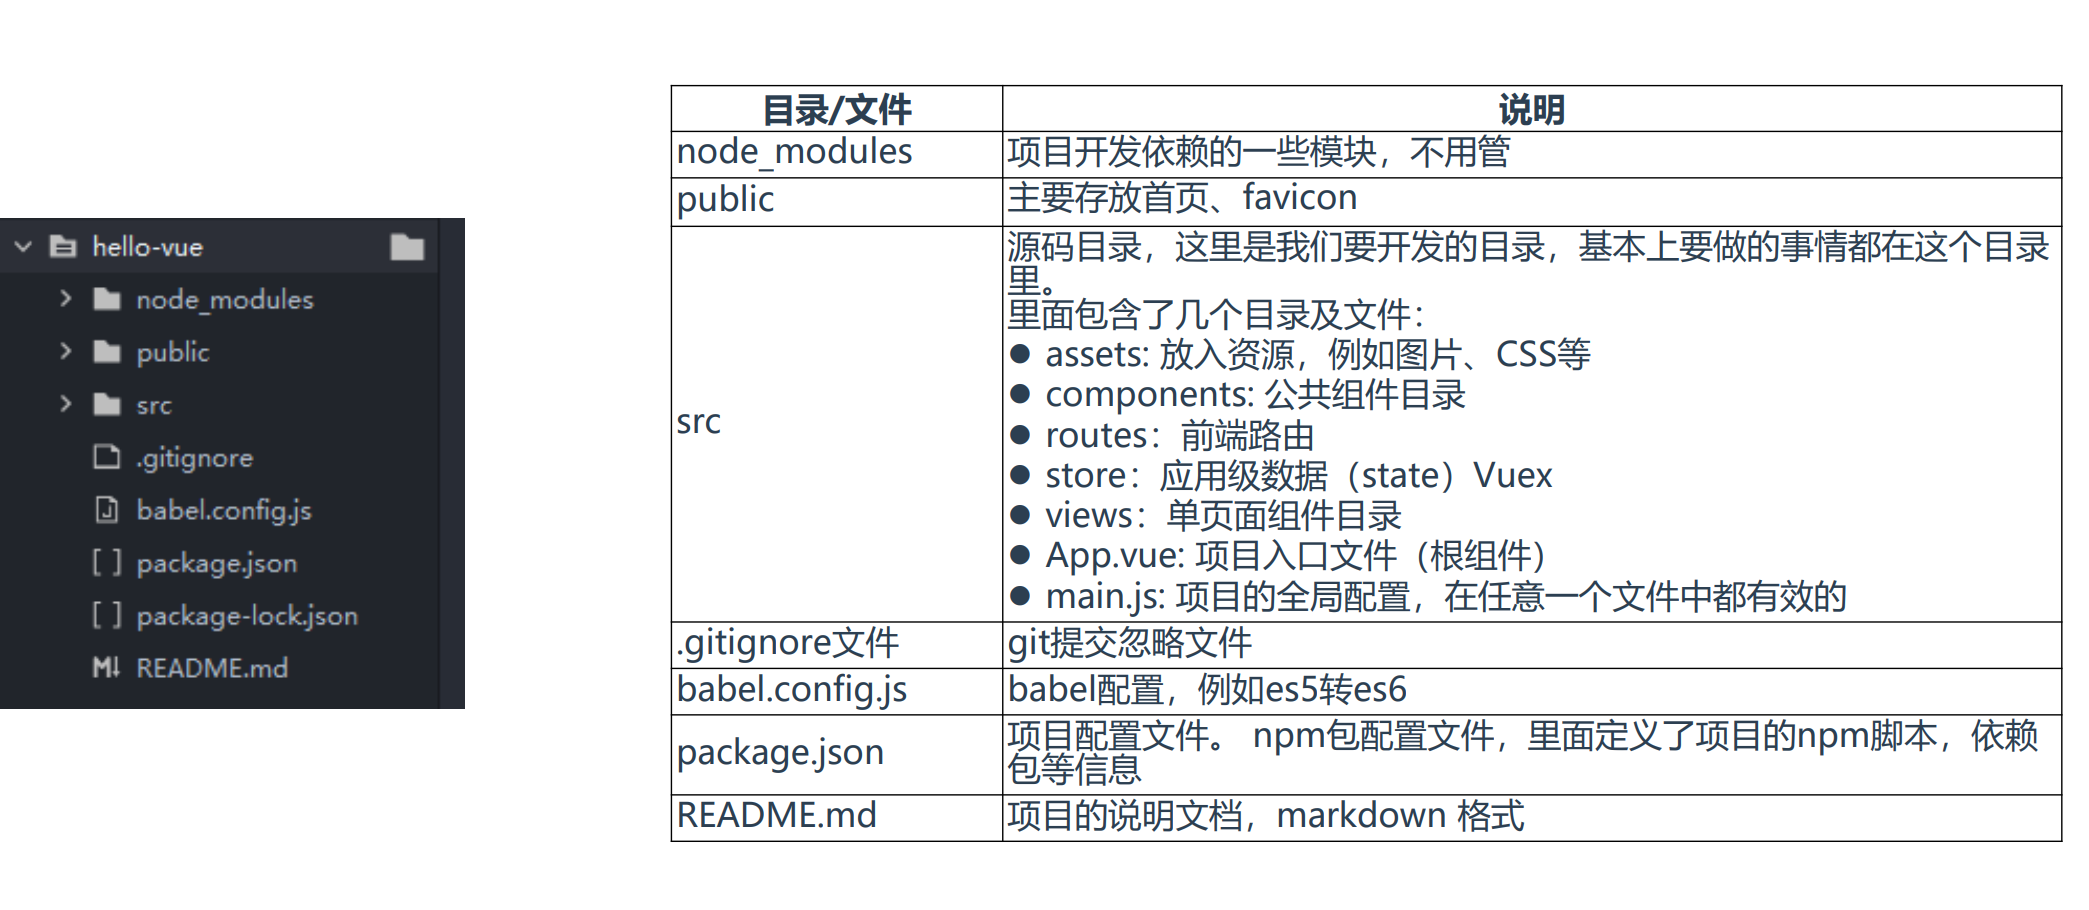 hello-vue
node_modules
public
src
.gitignore
babel.config.js
package.json
package-lock.json
README.md
目录/文件 说明
node_modules 项目开发依赖的一些模块，不用管
public 主要存放首页、favicon
src
源码目录，这里是我们要开发的目录，基本上要做的事情都在这个目录
里。
里面包含了几个目录及文件：
● assets: 放入资源，例如图片、CSS等
● components: 公共组件目录
● routes：前端路由
● store：应用级数据（state）Vuex
● views：单页面组件目录
● App.vue: 项目入口文件（根组件）
● main.js: 项目的全局配置，在任意一个文件中都有效的
.gitignore文件 git提交忽略文件
babel.config.js babel配置，例如es5转es6
package.json
项目配置文件。 npm包配置文件，里面定义了项目的npm脚本，依赖
包等信息
README.md 项目的说明文档，markdown 格式